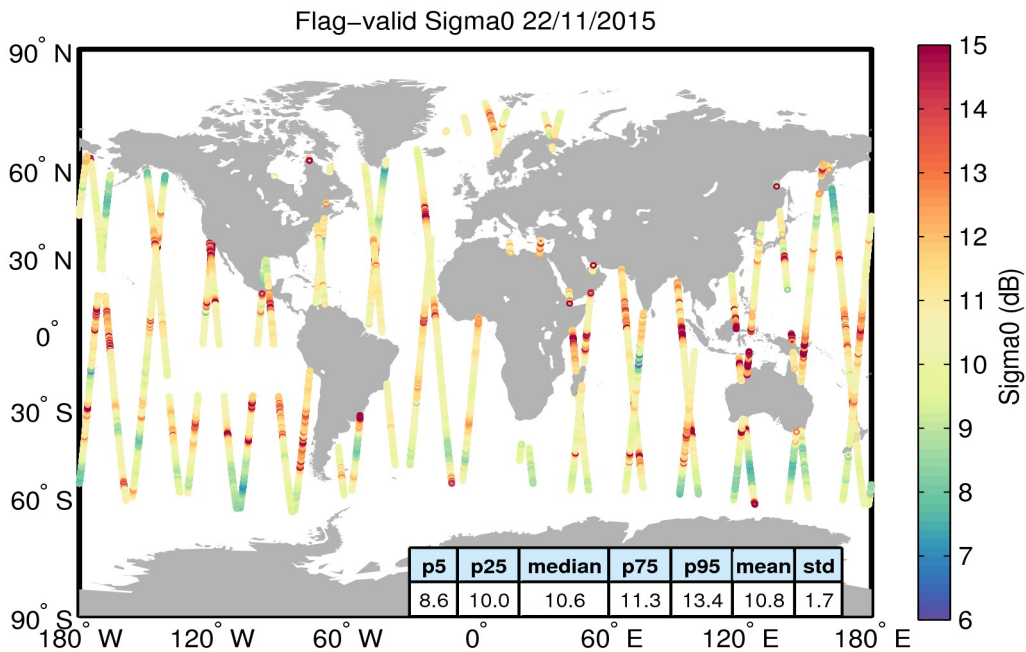 Flag−valid Sigma0 22/11/2015
90° N
60° N
30° N
0°
30° S
60° S
90° S
180° W
120° W
60° W
0°
60° E
120° E
180° E
p5 p25 median p75 p95 mean std
8.6 10.0 10.6 11.3 13.4 10.8 1.7
15
14
13
12
11
10
9
8
7
6
Sigma0 (dB)